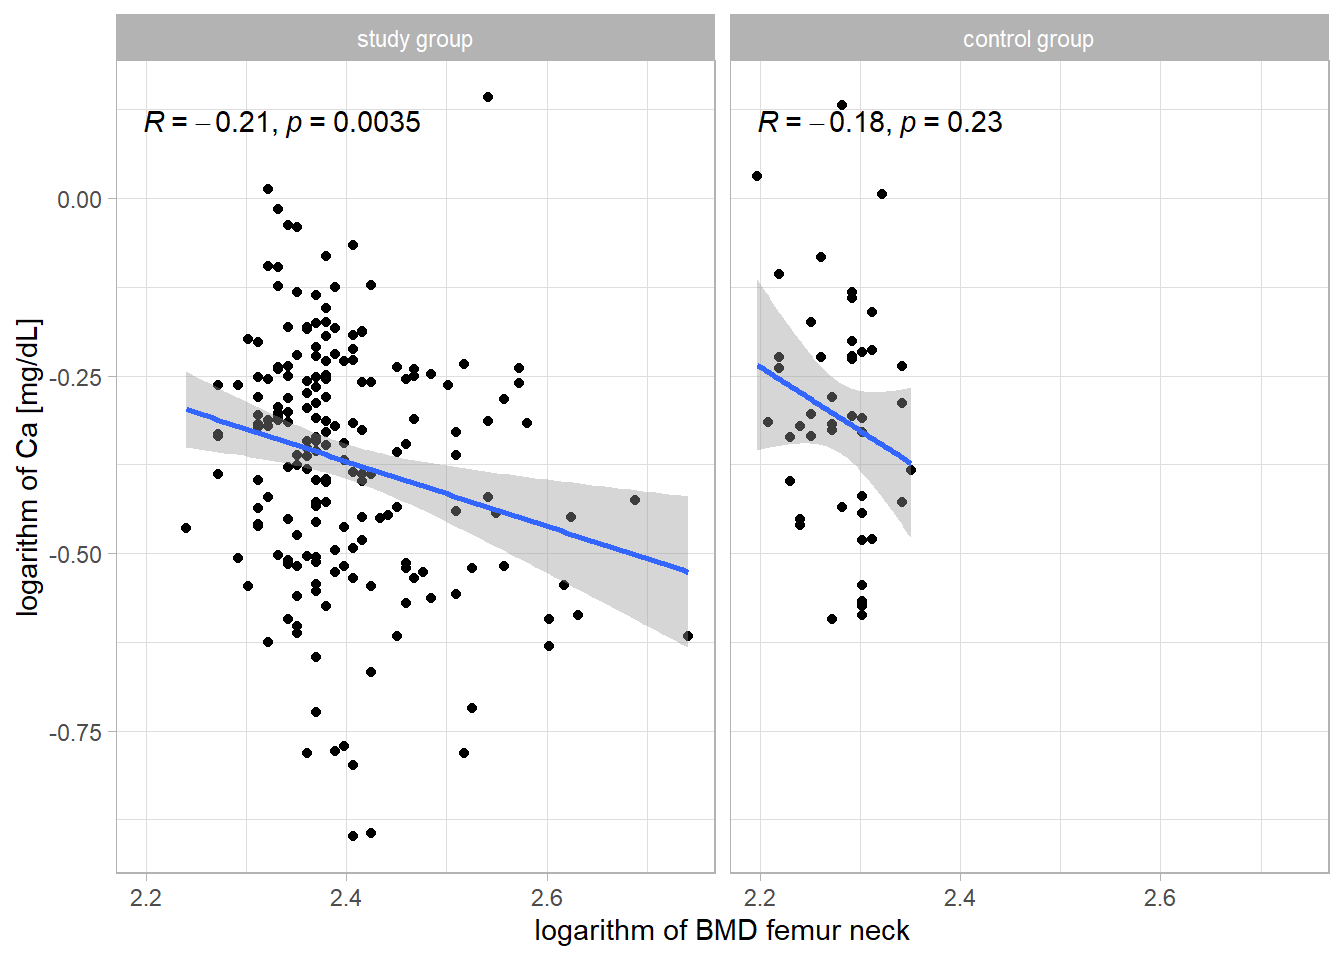 study group
control group
R = −0.21, p = 0.0035
R = −0.18, p = 0.23
0.00
-0.25
-0.50
-0.75
logarithm of Ca [mg/dL]
2.2
2.4
2.6
2.2
2.4
2.6
logarithm of BMD femur neck